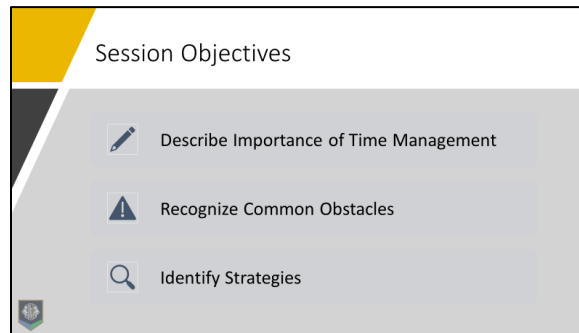 Session Objectives
Describe Importance of Time Management
Recognize Common Obstacles
Identify Strategies